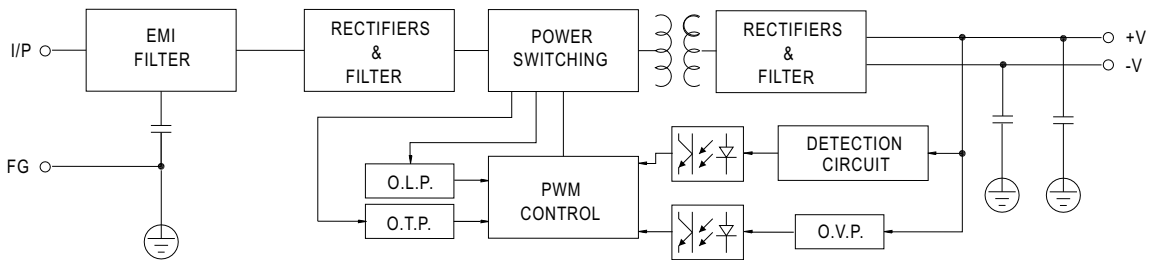 I/P
EMI
FILTER
RECTIFIERS
&
FILTER
POWER
SWITCHING
RECTIFIERS
&
FILTER
+V
-V
FG
O.L.P.
O.T.P.
PWM
CONTROL
DETECTION
CIRCUIT
O.V.P.